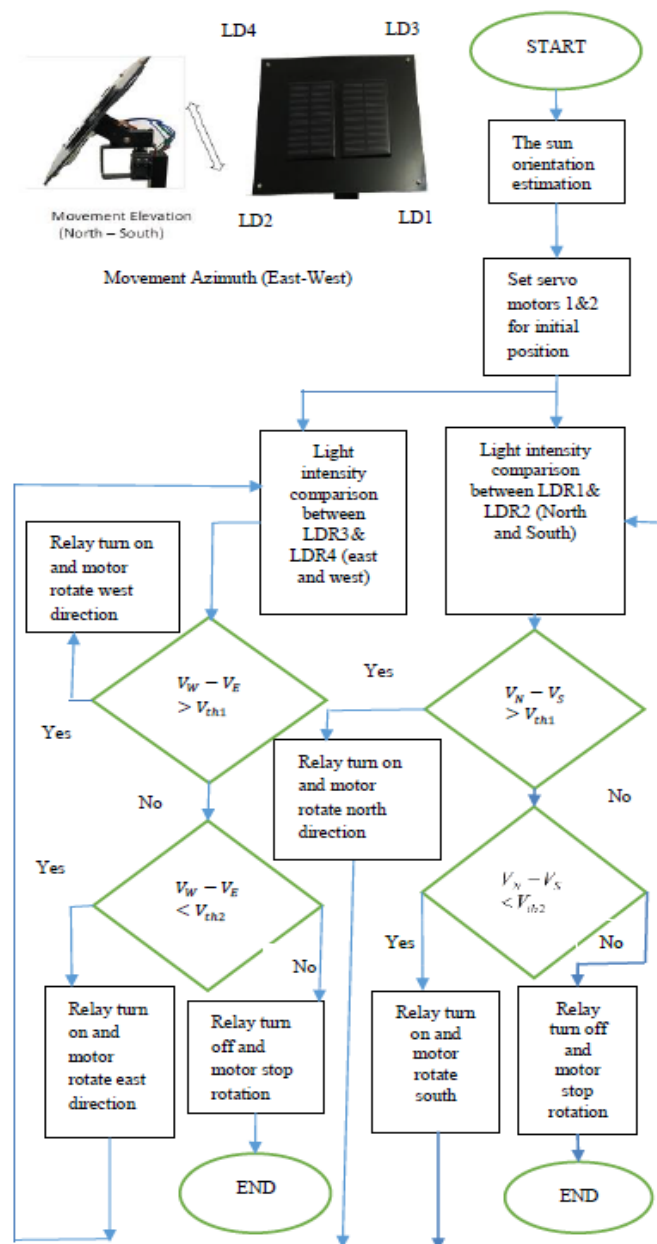 LD4
LD3
LD2
LD1
Movement Elevation
(North – South)
Movement Azimuth (East-West)
START
The sun
orientation
estimation
Set servo
motors 1&2
for initial
position
Light
intensity
comparison
between
LDR3&
LDR4 (east
and west)
Light intensity
comparison
between LDR1&
LDR2 (North
and South)
Relay turn on
and motor
rotate west
direction
V_W − V_E
> V_th1
Yes
No
Yes
V_N − V_S
> V_th1
No
Relay turn on
and motor
rotate north
direction
Yes
V_W − V_E
< V_th2
No
V_N − V_S
< V_th2
Yes
No
Relay turn
on and
motor
rotate east
direction
Relay turn
off and
motor stop
rotation
Relay turn
on and
motor
rotate
south
Relay
turn off
and
motor
stop
rotation
END
END